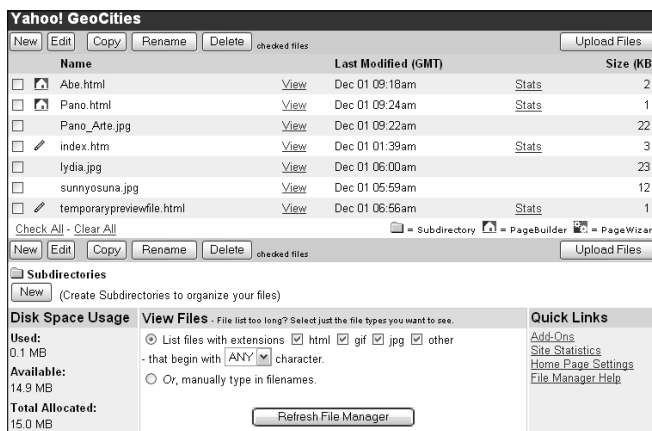 Yahoo! GeoCities
New Edit Copy Rename Delete checked files Upload Files
Name Last Modified (GMT) Size (KB
Abe.html View Dec 01 09:18am Stats 2
Pano.html View Dec 01 09:24am Stats 1
Pano_Arte.jpg View Dec 01 09:22am 22
index.htm View Dec 01 01:39am Stats 3
lydia.jpg View Dec 01 06:00am 23
sunnyosuna.jpg View Dec 01 05:59am 12
temporarypreviewfile.html View Dec 01 06:56am Stats 1
Check All - Clear All = Subdirectory = PageBuilder = PageWizar
New Edit Copy Rename Delete checked files Upload Files
Subdirectories
New (Create Subdirectories to organize your files)
Disk Space Usage
Used:
0.1 MB
Available:
14.9 MB
Total Allocated:
15.0 MB
View Files - File list too long? Select just the file types you want to see.
List files with extensions html gif jpg other
- that begin with ANY character.
Or, manually type in filenames.
Refresh File Manager
Quick Links
Add-Ons
Site Statistics
Home Page Settings
File Manager Help